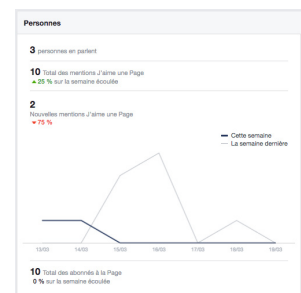 Personnes
3 personnes en parlent
10 Total des mentions J'aime une Page
▲25 % sur la semaine écoulée
2
Nouvelles mentions J'aime une Page
▼75 %
Cette semaine
La semaine dernière
13/03 14/03 15/03 16/03 17/03 18/03 19/03
10 Total des abonnés à la Page
0 % sur la semaine écoulée